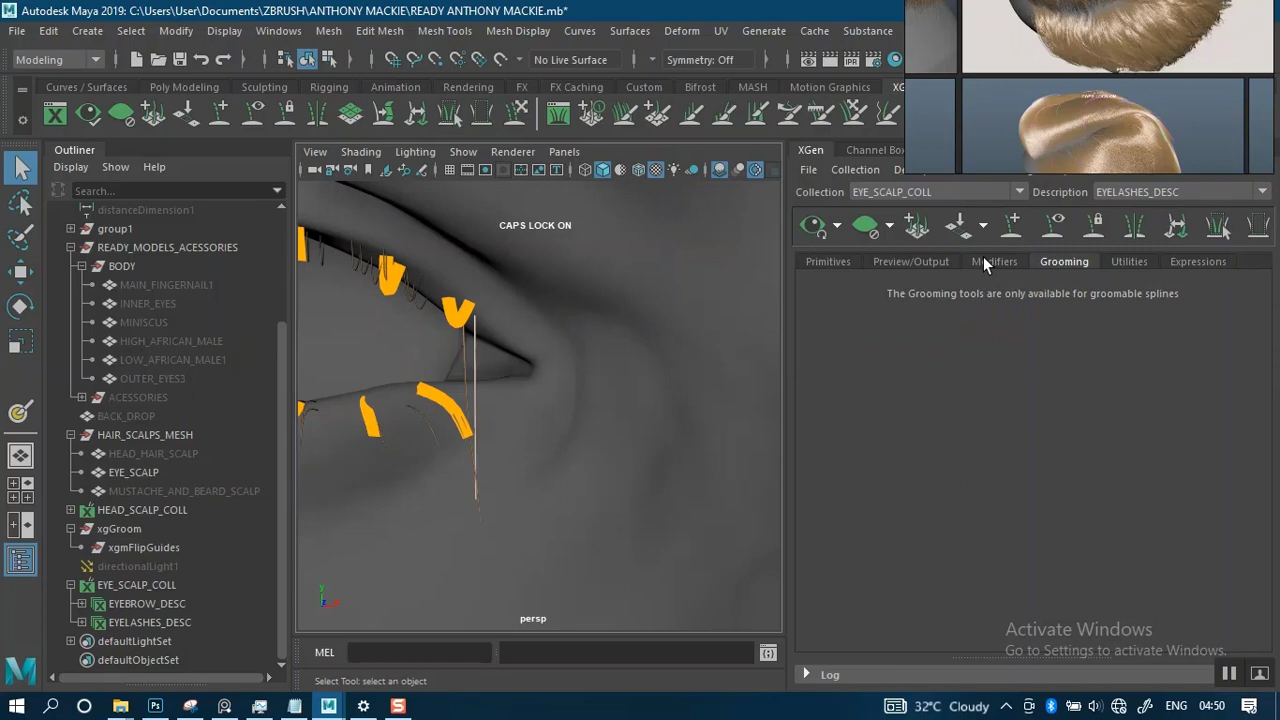 Autodesk Maya 2019: C:\Users\User\Documents\ZBRUSH\ANTHONY MACKIE\READY ANTHONY MACKIE.mb*
File Edit Create Select Modify Display Windows Mesh Edit Mesh Mesh Tools Mesh Display Curves Surfaces Deform UV Generate Cache Substance
Modeling No Live Surface Symmetry: Off
Curves / Surfaces Poly Modeling Sculpting Rigging Animation Rendering FX FX Caching Custom Bifrost MASH Motion Graphics
Outliner
Display Show Help
Search...
distanceDimension1
group1
READY_MODELS_ACESSORIES
BODY
MAIN_FINGERNAIL1
INNER_EYES
MINISCUS
HIGH_AFRICAN_MALE
LOW_AFRICAN_MALE1
OUTER_EYES3
ACESSORIES
BACK_DROP
HAIR_SCALPS_MESH
HEAD_HAIR_SCALP
EYE_SCALP
MUSTACHE_AND_BEARD_SCALP
HEAD_SCALP_COLL
xgGroom
xgmFlipGuides
directionalLight1
EYE_SCALP_COLL
EYEBROW_DESC
EYELASHES_DESC
defaultLightSet
defaultObjectSet
View Shading Lighting Show Renderer Panels
CAPS LOCK ON
persp
XGen Channel Box
File Collection
Collection EYE_SCALP_COLL Description EYELASHES_DESC
Primitives Preview/Output Modifiers Grooming Utilities Expressions
The Grooming tools are only available for groomable splines
Activate Windows
Go to Settings to activate Windows.
Log
MEL
Select Tool: select an object
32°C Cloudy ENG 04:50